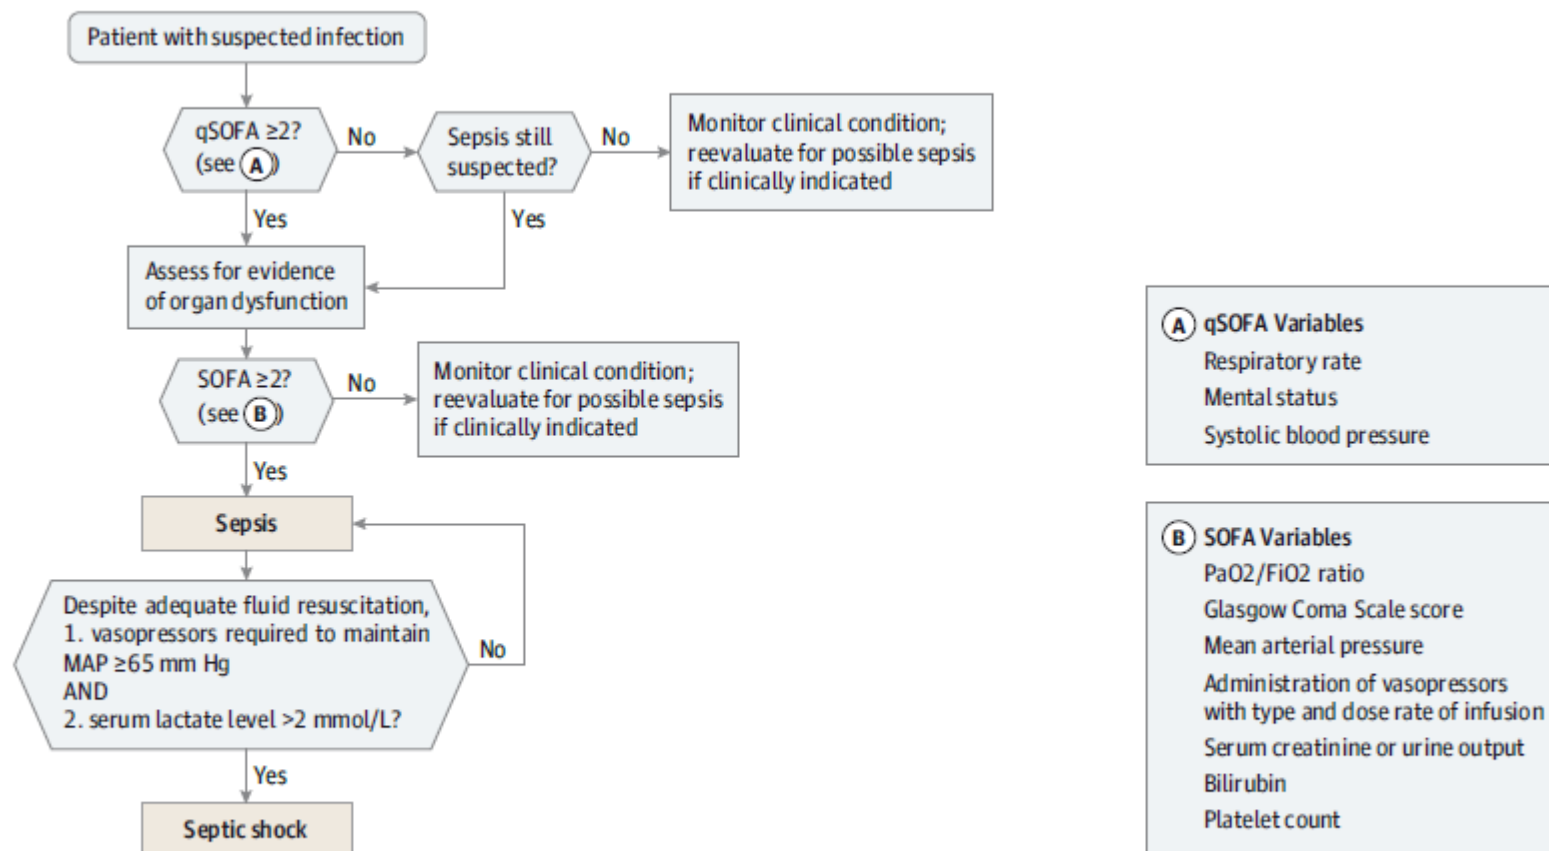 Patient with suspected infection
qSOFA ≥2?
(see A)
No
Sepsis still
suspected?
No
Monitor clinical condition;
reevaluate for possible sepsis
if clinically indicated
Yes
Yes
Assess for evidence
of organ dysfunction
SOFA ≥2?
(see B)
No
Monitor clinical condition;
reevaluate for possible sepsis
if clinically indicated
Yes
Sepsis
Despite adequate fluid resuscitation,
1. vasopressors required to maintain
MAP ≥65 mm Hg
AND
2. serum lactate level >2 mmol/L?
No
Yes
Septic shock
A qSOFA Variables
Respiratory rate
Mental status
Systolic blood pressure
B SOFA Variables
PaO2/FiO2 ratio
Glasgow Coma Scale score
Mean arterial pressure
Administration of vasopressors
with type and dose rate of infusion
Serum creatinine or urine output
Bilirubin
Platelet count